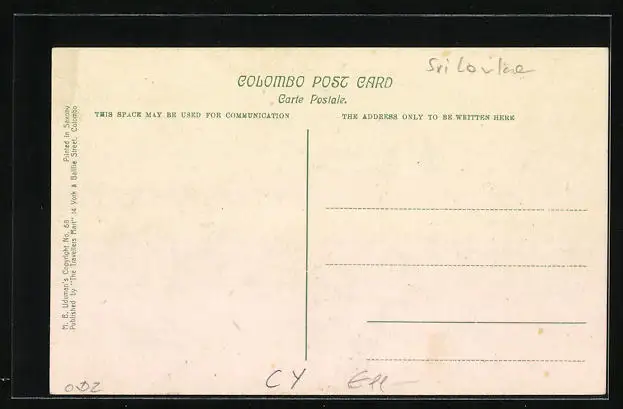 Sri Lanka
COLOMBO POST CARD
Carte Postale.
THIS SPACE MAY BE USED FOR COMMUNICATION
THE ADDRESS ONLY TO BE WRITTEN HERE
H. B. Uduman's Copyright No. 68 Printed in Saxony
Published by "The Travellers Mart" 14 York & Baillie Street, Colombo
CY